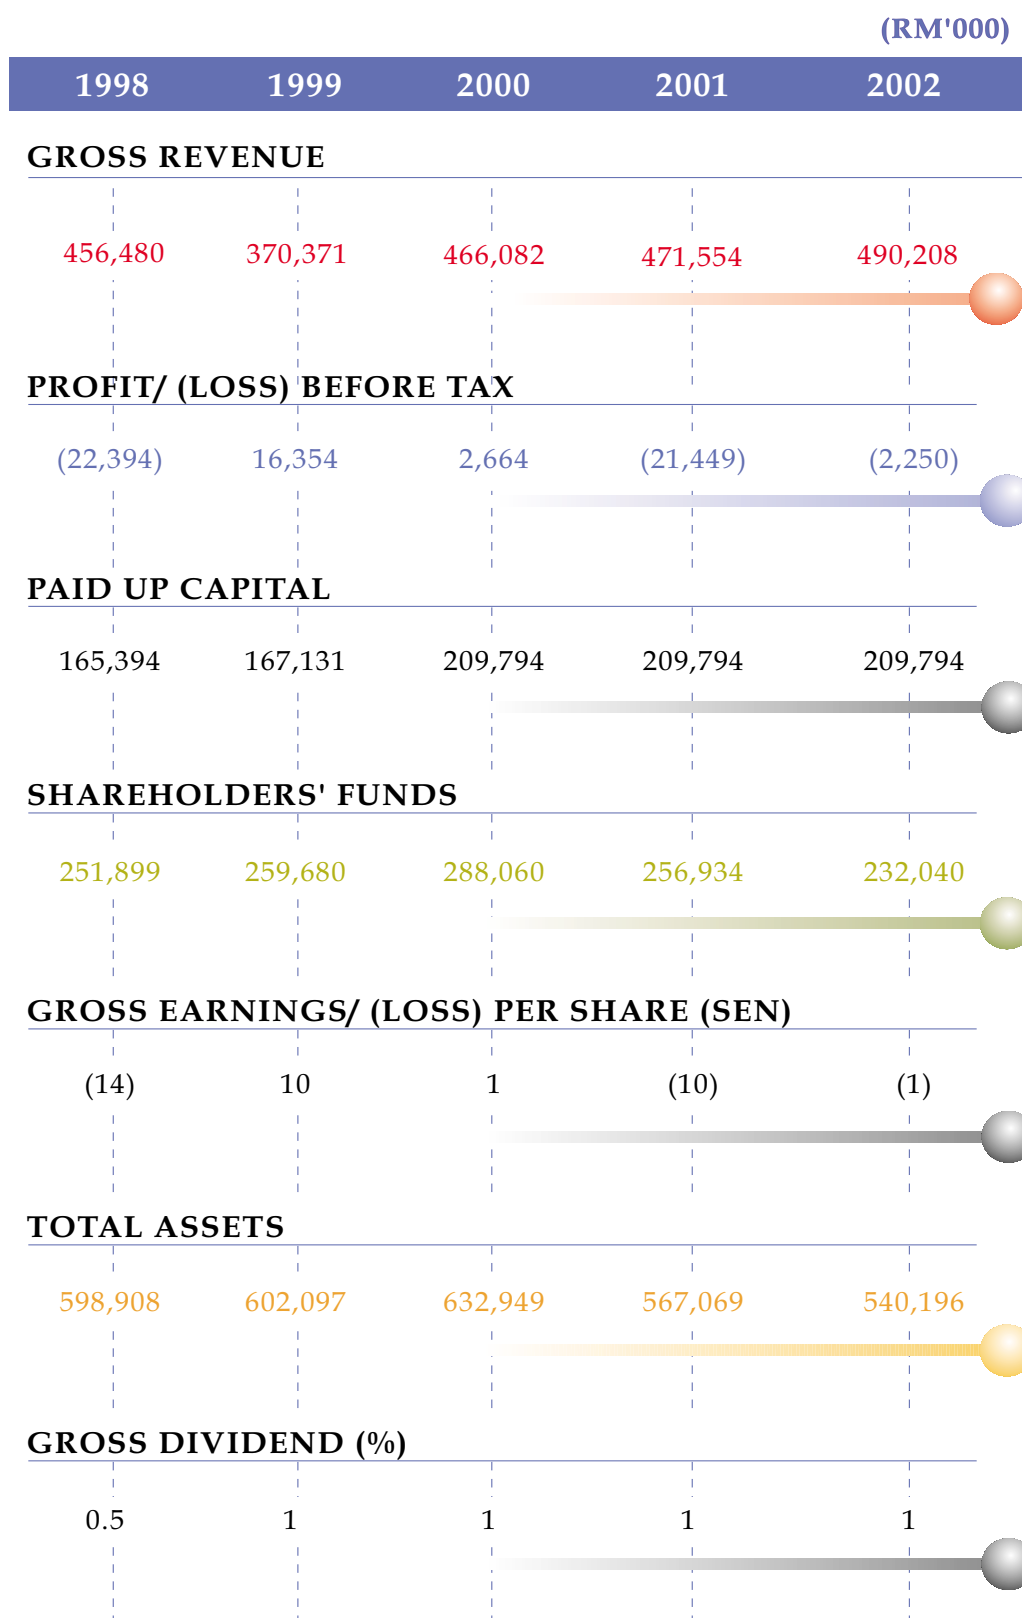 (RM'000)
1998 1999 2000 2001 2002
GROSS REVENUE
456,480 370,371 466,082 471,554 490,208
PROFIT/ (LOSS) BEFORE TAX
(22,394) 16,354 2,664 (21,449) (2,250)
PAID UP CAPITAL
165,394 167,131 209,794 209,794 209,794
SHAREHOLDERS' FUNDS
251,899 259,680 288,060 256,934 232,040
GROSS EARNINGS/ (LOSS) PER SHARE (SEN)
(14) 10 1 (10) (1)
TOTAL ASSETS
598,908 602,097 632,949 567,069 540,196
GROSS DIVIDEND (%)
0.5 1 1 1 1